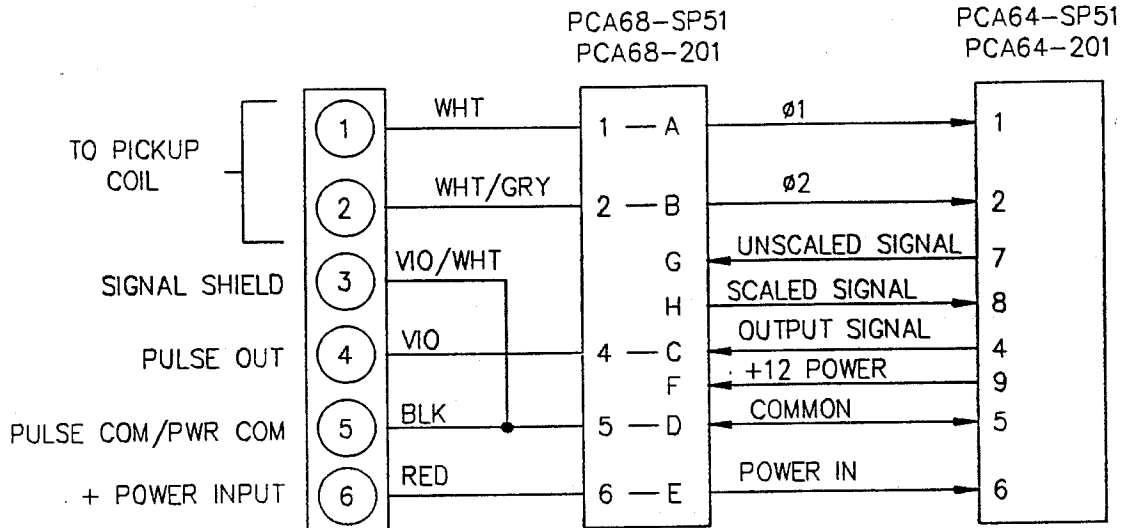 PCA68-SP51
PCA68-201
PCA64-SP51
PCA64-201
TO PICKUP
COIL
SIGNAL SHIELD
PULSE OUT
PULSE COM/PWR COM
+ POWER INPUT
1
2
3
4
5
6
WHT
WHT/GRY
VIO/WHT
VIO
BLK
RED
1 — A
2 — B
G
H
4 — C
F
5 — D
6 — E
ø1
ø2
UNSCALED SIGNAL
SCALED SIGNAL
OUTPUT SIGNAL
+12 POWER
COMMON
POWER IN
1
2
7
8
4
9
5
6